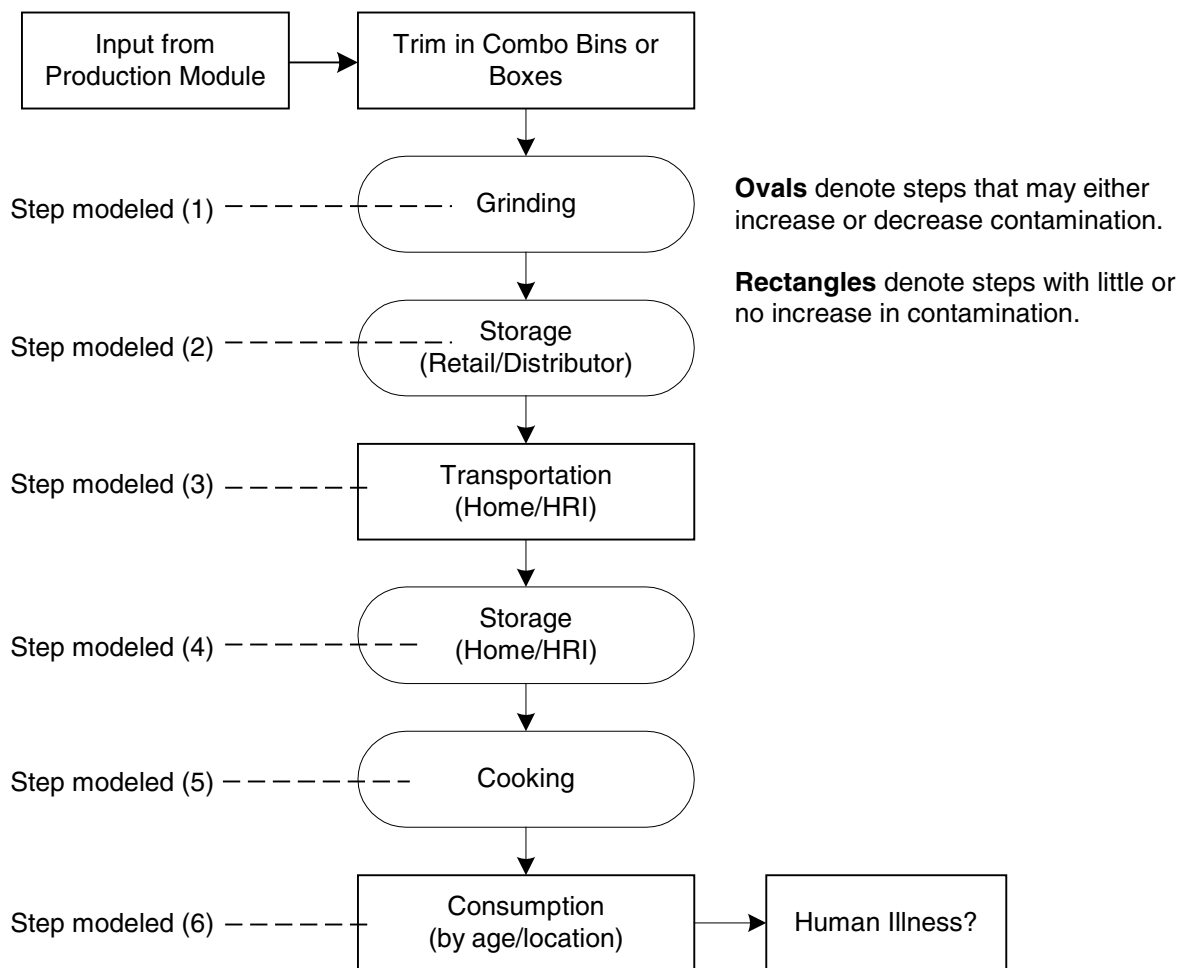 Input from
Production Module
Trim in Combo Bins or
Boxes
Step modeled (1)
Grinding
Ovals denote steps that may either
increase or decrease contamination.
Rectangles denote steps with little or
no increase in contamination.
Step modeled (2)
Storage
(Retail/Distributor)
Step modeled (3)
Transportation
(Home/HRI)
Step modeled (4)
Storage
(Home/HRI)
Step modeled (5)
Cooking
Step modeled (6)
Consumption
(by age/location)
Human Illness?